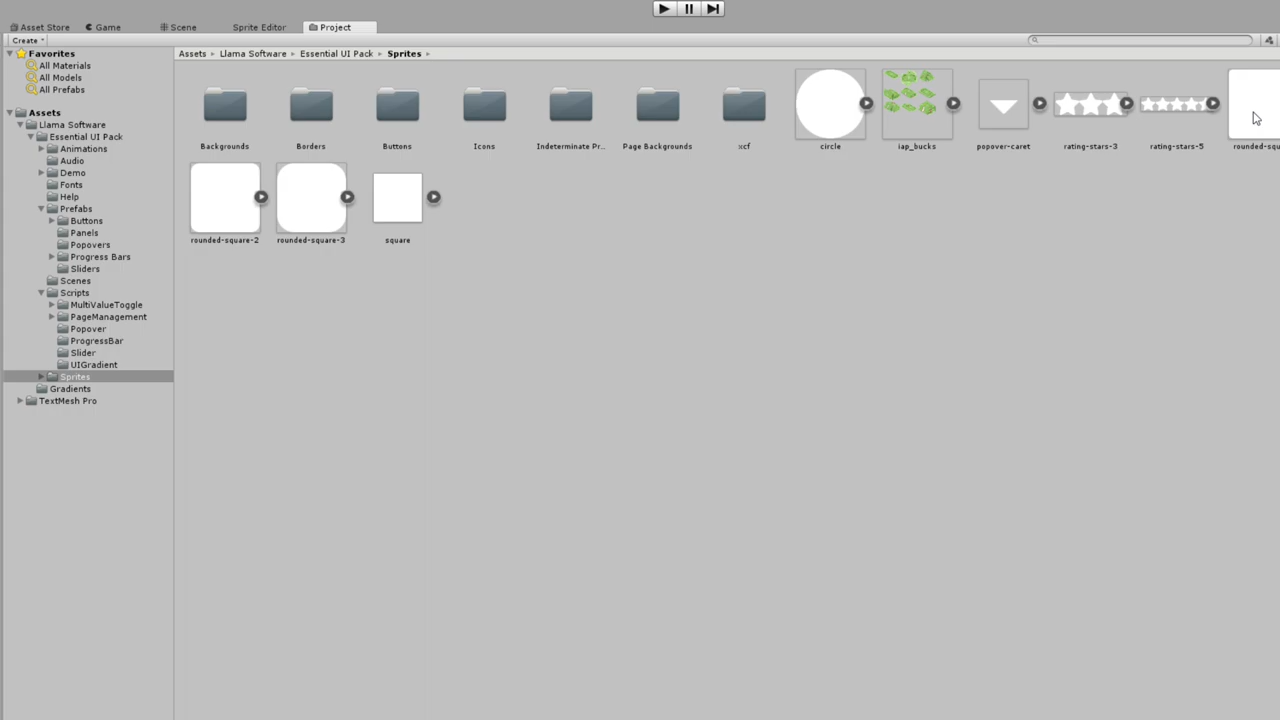 Asset Store Game Scene Sprite Editor Project
Create
Favorites
All Materials
All Models
All Prefabs
Assets
Llama Software
Essential UI Pack
Animations
Audio
Demo
Fonts
Help
Prefabs
Buttons
Panels
Popovers
Progress Bars
Sliders
Scenes
Scripts
MultiValueToggle
PageManagement
Popover
ProgressBar
Slider
UIGradient
Sprites
Gradients
TextMesh Pro
Assets Llama Software Essential UI Pack Sprites
Backgrounds Borders Buttons Icons Indeterminate Pr... Page Backgrounds xcf circle iap_bucks popover-caret rating-stars-3 rating-stars-5 rounded-squ
rounded-square-2 rounded-square-3 square